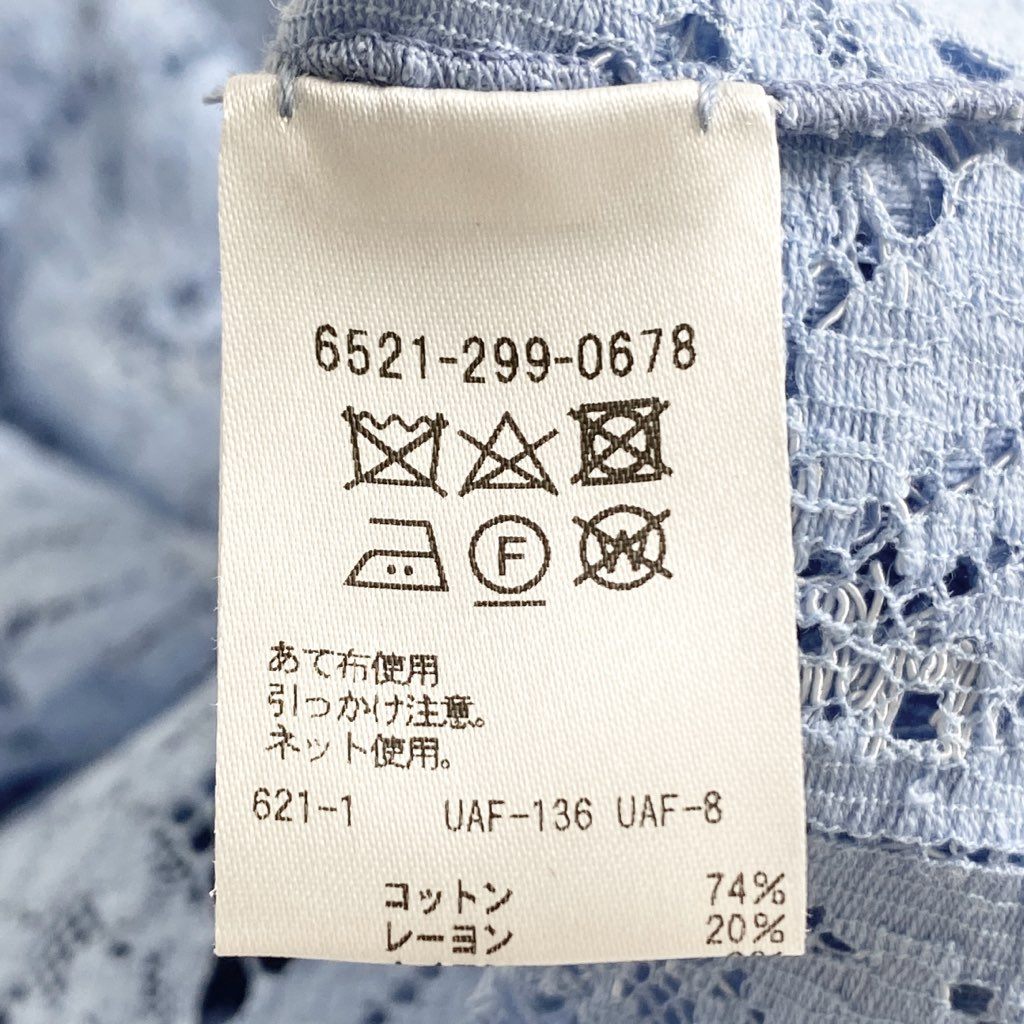 6521-299-0678
F
W
あて布使用
引っかけ注意。
ネット使用。
621-1 UAF-136 UAF-8
コットン 74%
レーヨン 20%